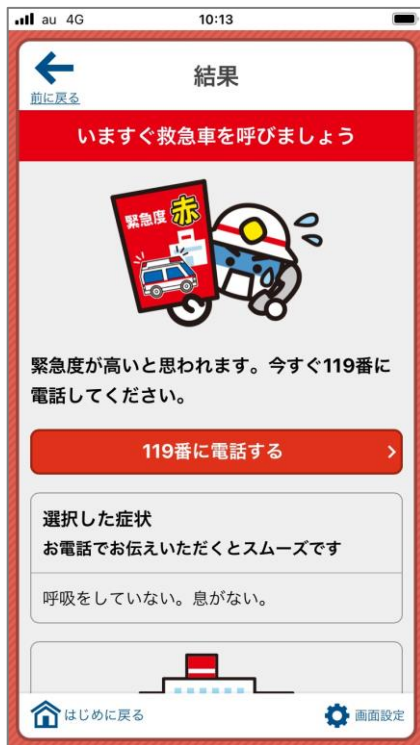 au 4G 10:13
前に戻る
結果
いますぐ救急車を呼びましょう
緊急度 赤
緊急度が高いと思われます。今すぐ119番に
電話してください。
119番に電話する
選択した症状
お電話でお伝えいただくとスムーズです
呼吸をしていない。息がない。
はじめに戻る
画面設定